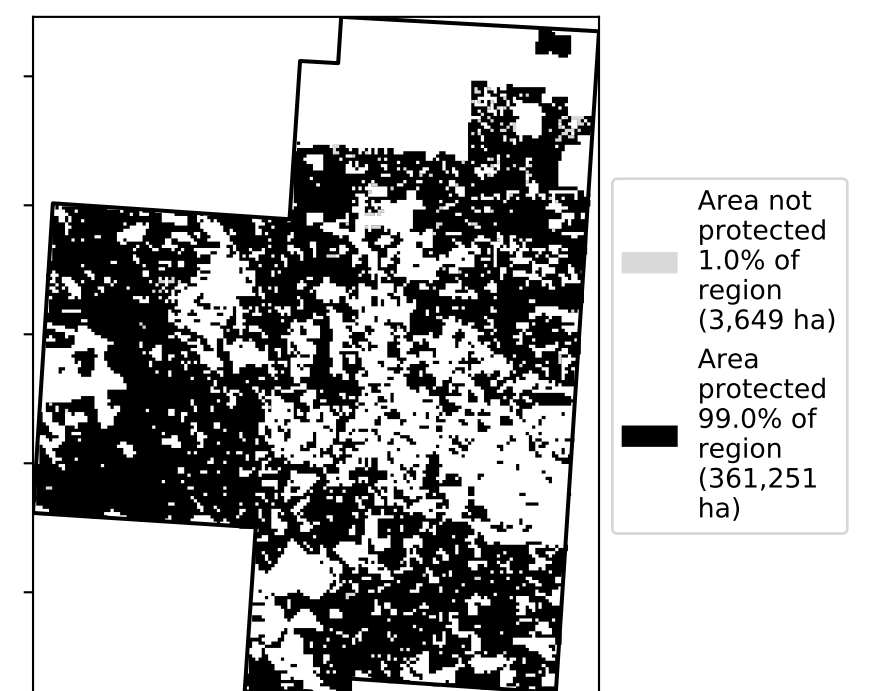 Area not
protected
1.0% of
region
(3,649 ha)
Area
protected
99.0% of
region
(361,251
ha)